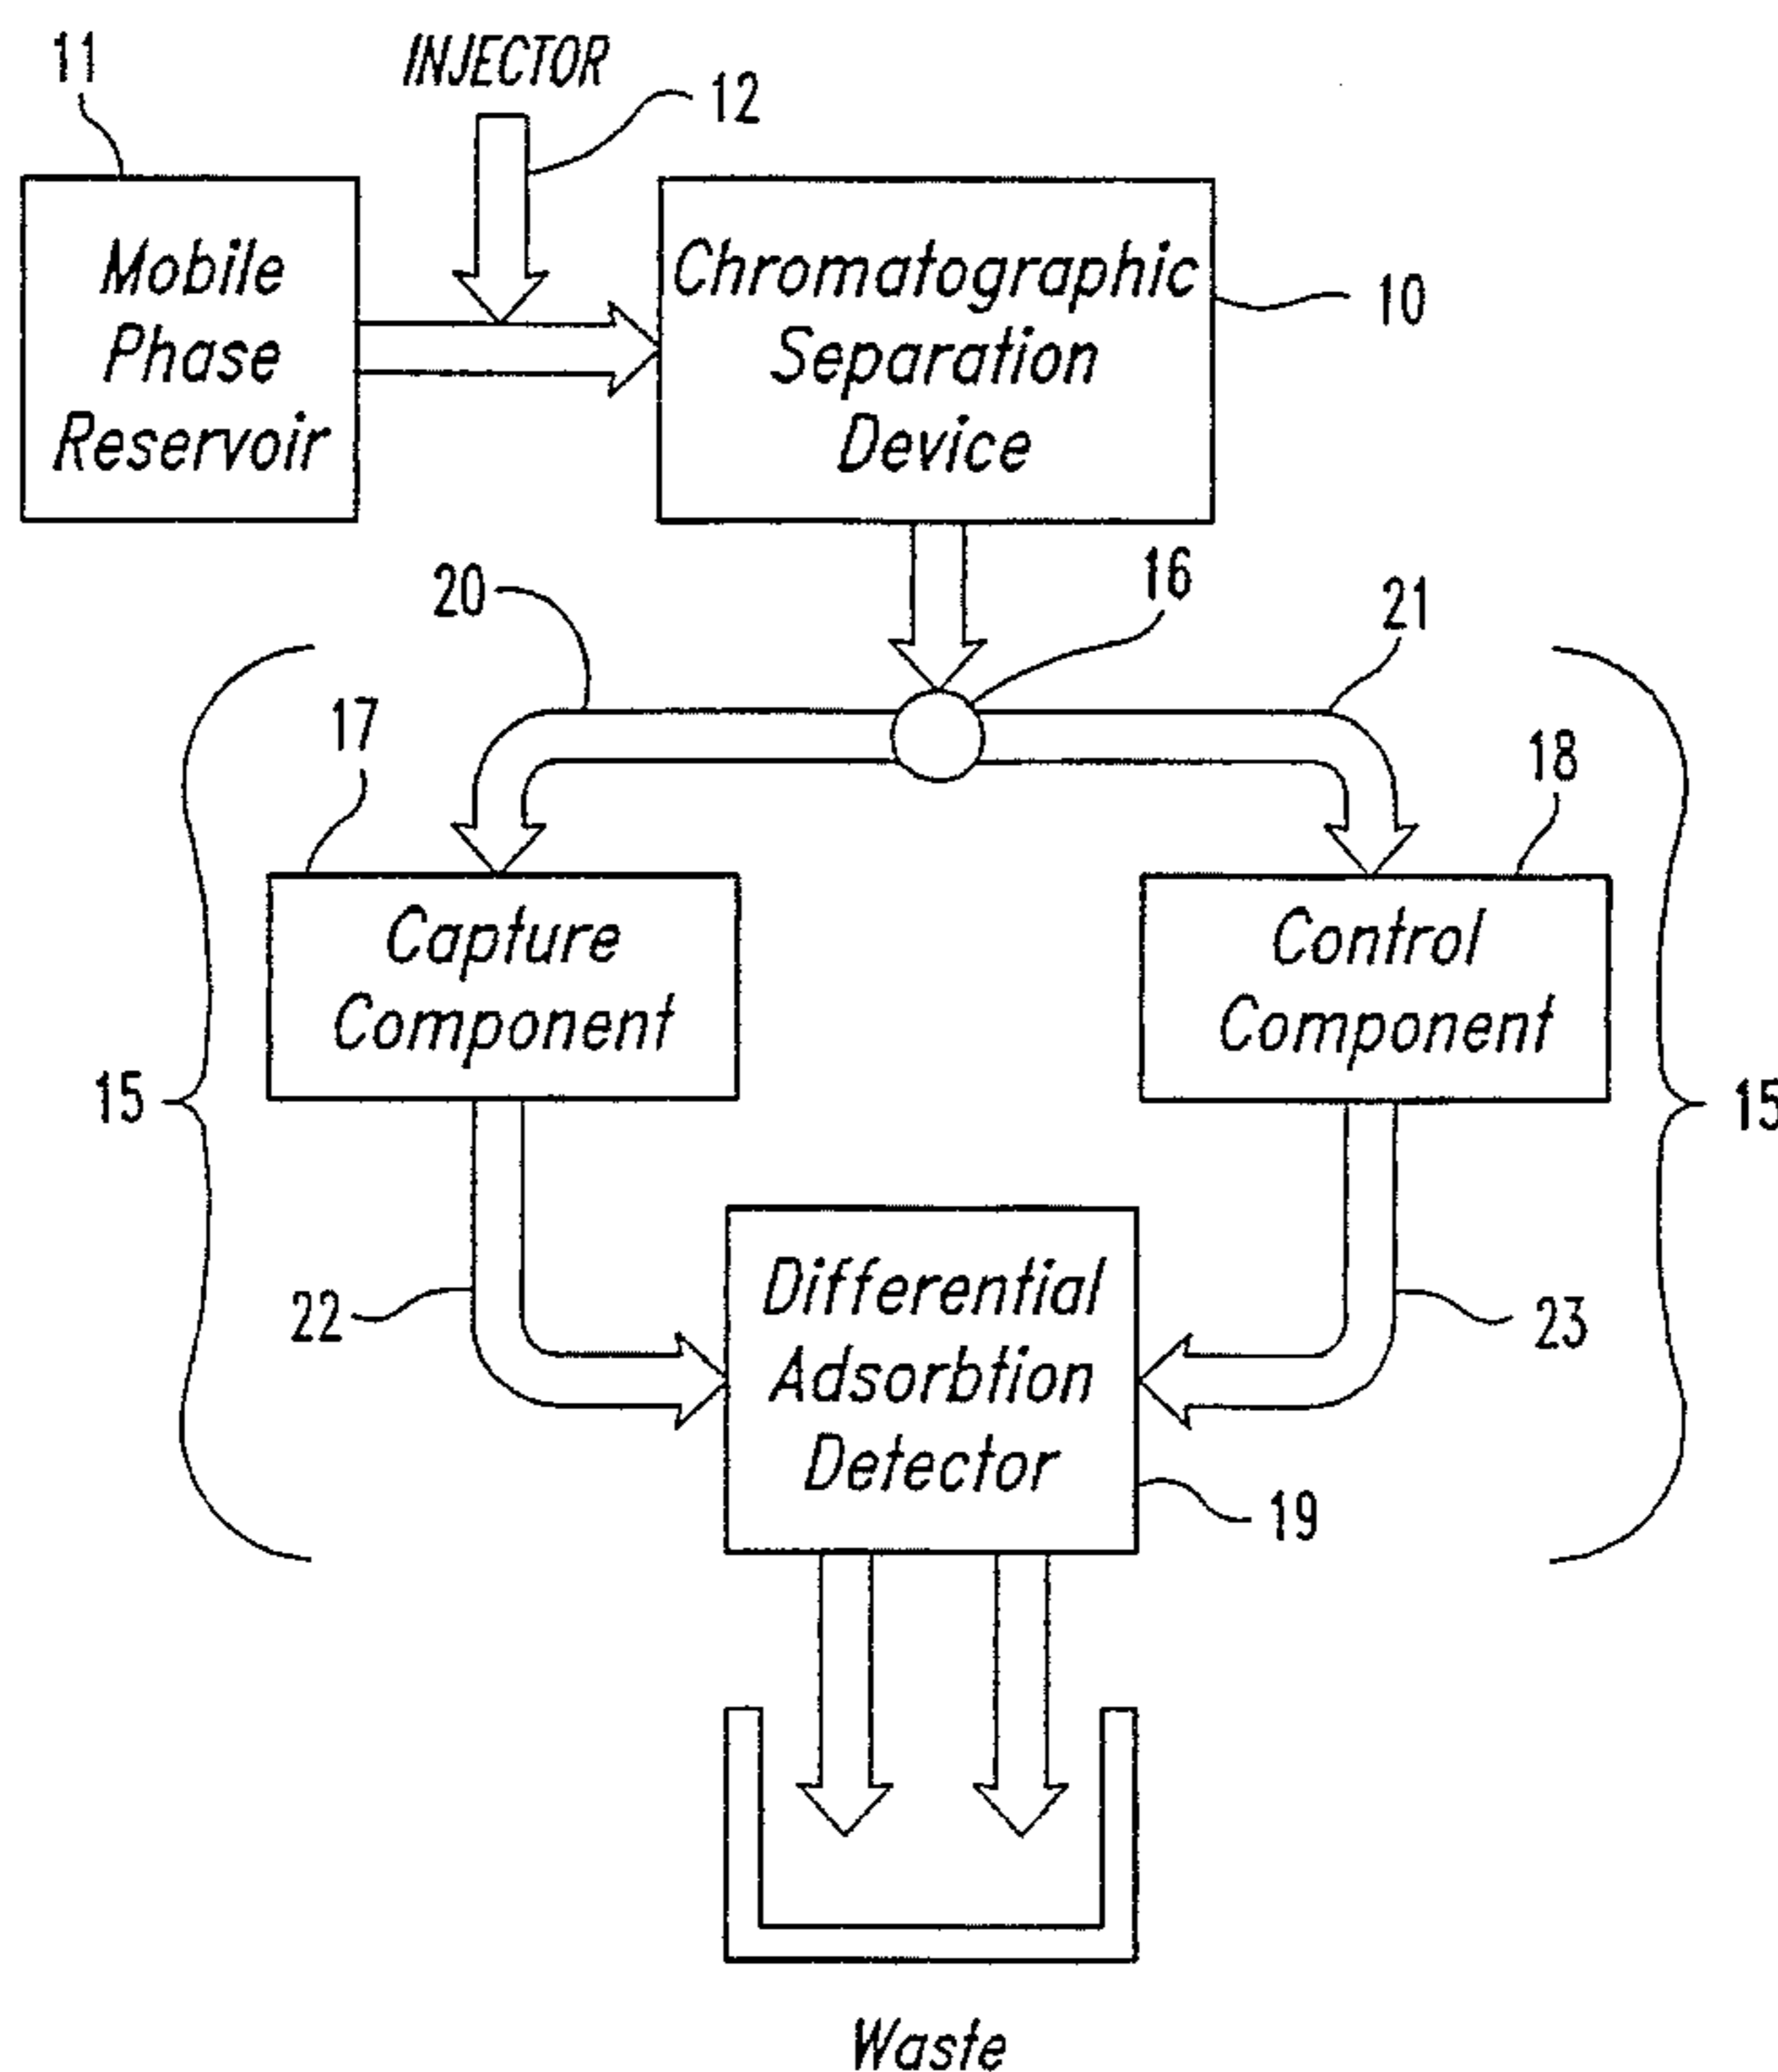 11
INJECTOR
12
Mobile
Phase
Reservoir
Chromatographic
Separation
Device
10
20
16
21
17
18
Capture
Component
Control
Component
15
15
22
Differential
Adsorbtion
Detector
23
19
Waste